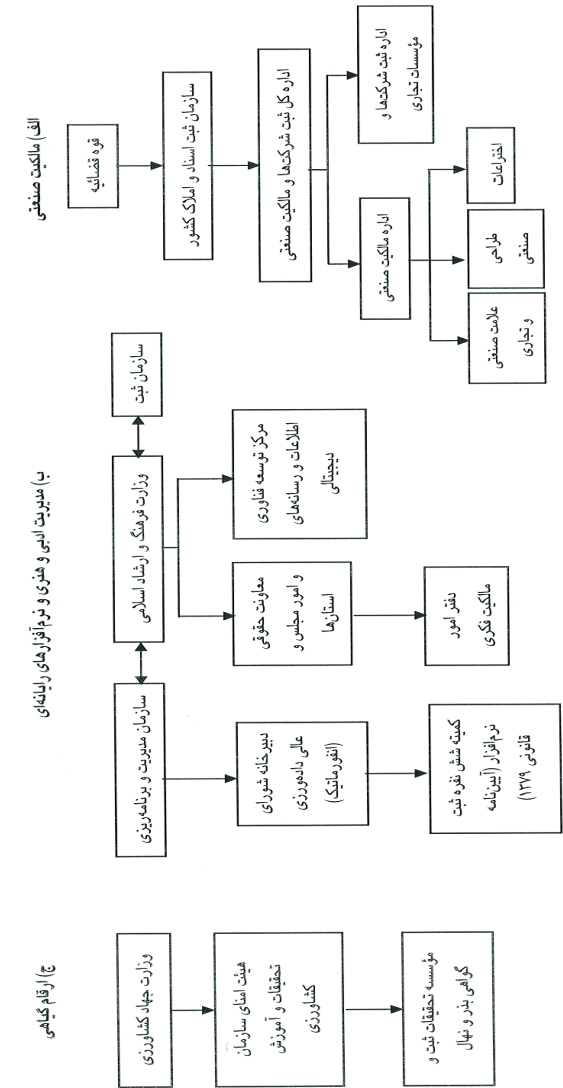 الف) مالکیت صنعتی
قوه قضائیه
سازمان ثبت اسناد و املاک کشور
اداره کل ثبت شرکت‌ها و مالکیت صنعتی
اداره ثبت شرکت‌ها و
مؤسسات تجاری
اداره مالکیت صنعتی
اختراعات
طراحی
صنعتی
علامت صنعتی
و تجاری
ب) مدیریت ادبی و هنری و نرم‌افزارهای رایانه‌ای
سازمان ثبت
وزارت فرهنگ و ارشاد اسلامی
سازمان مدیریت و برنامه‌ریزی
مرکز توسعه فناوری
اطلاعات و رسانه‌های
دیجیتالی
معاونت حقوقی
و امور مجلس و
استان‌ها
دفتر امور
مالکیت فکری
دبیرخانه شورای
عالی داده‌ورزی
(انفورماتیک)
کمیته شش نفره ثبت
نرم‌افزار (آیین‌نامه
قانونی ۱۳۷۹)
ج) ارقام گیاهی
وزارت جهاد کشاورزی
هیئت امنای سازمان
تحقیقات و آموزش
کشاورزی
مؤسسه تحقیقات ثبت و
گواهی بذر و نهال